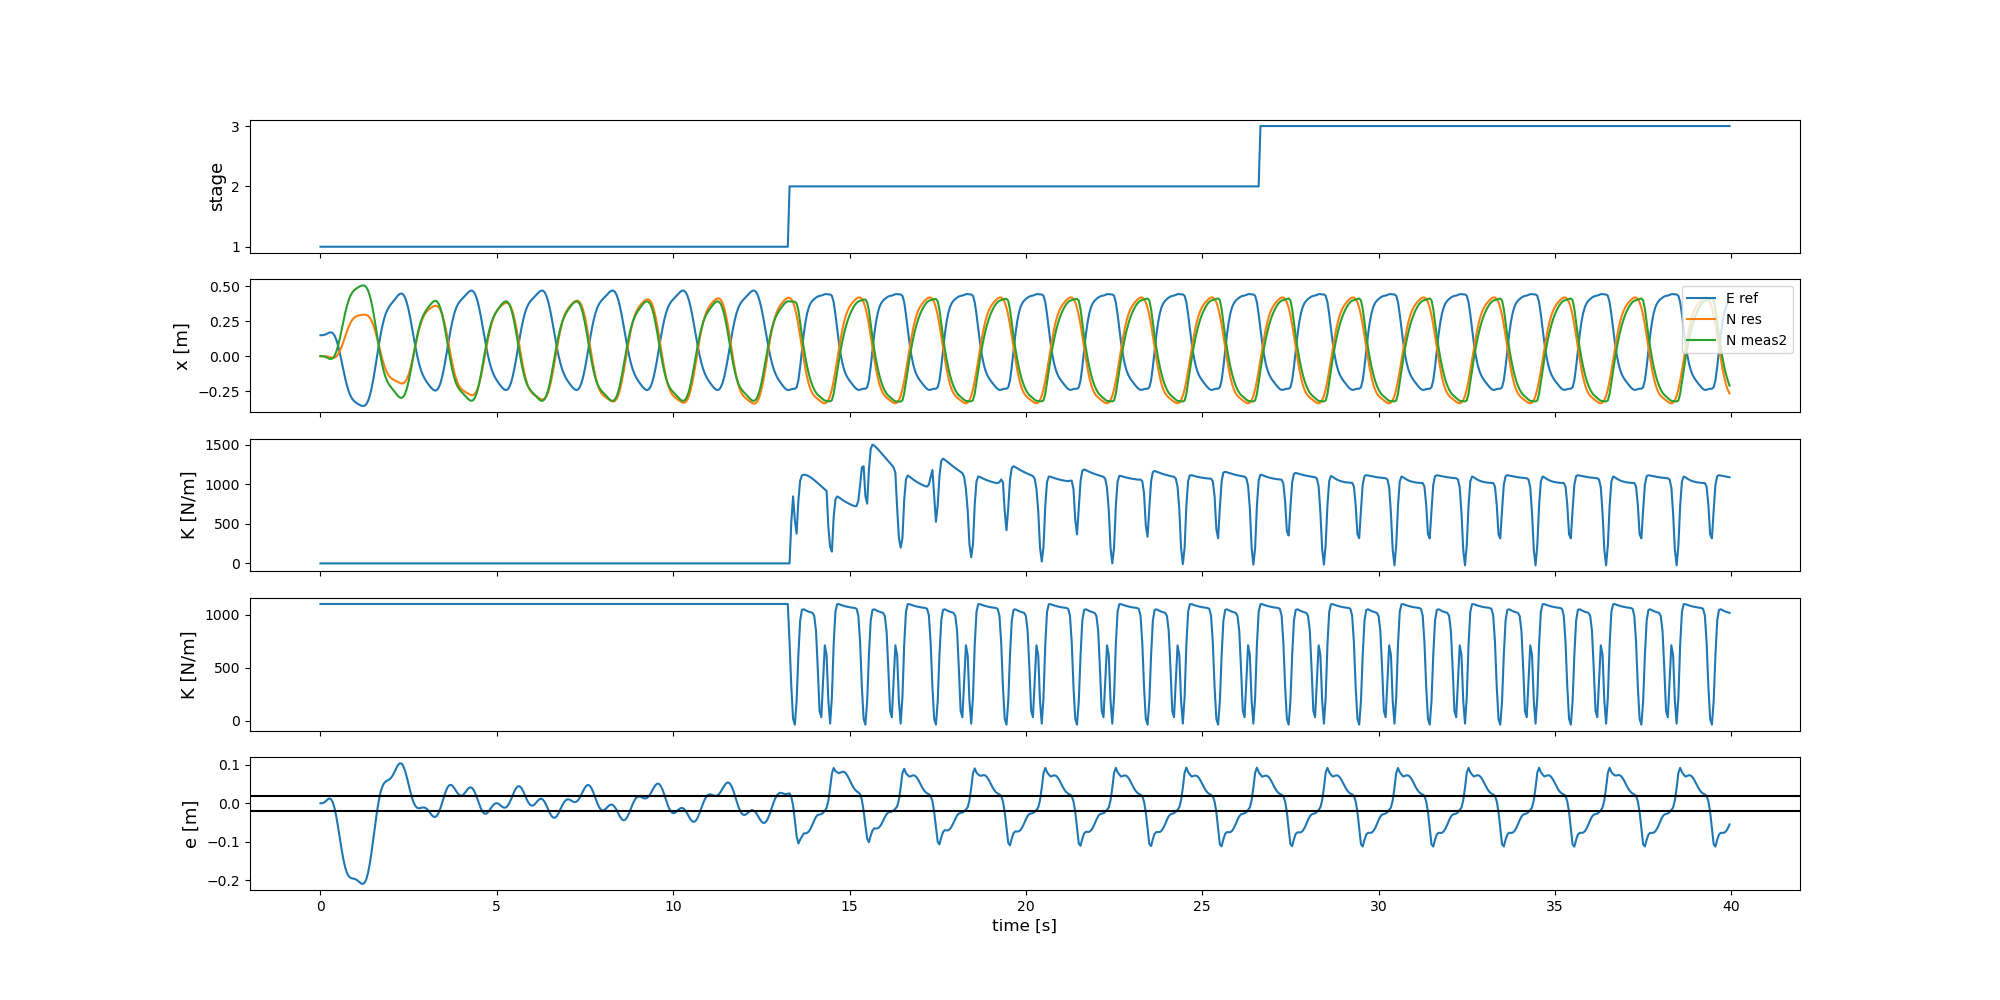 3
2
1
stage
0.50
0.25
0.00
−0.25
x [m]
E ref
N res
N meas2
1500
1000
500
0
K [N/m]
1000
500
0
K [N/m]
0.1
0.0
−0.1
−0.2
e [m]
0 5 10 15 20 25 30 35 40
time [s]